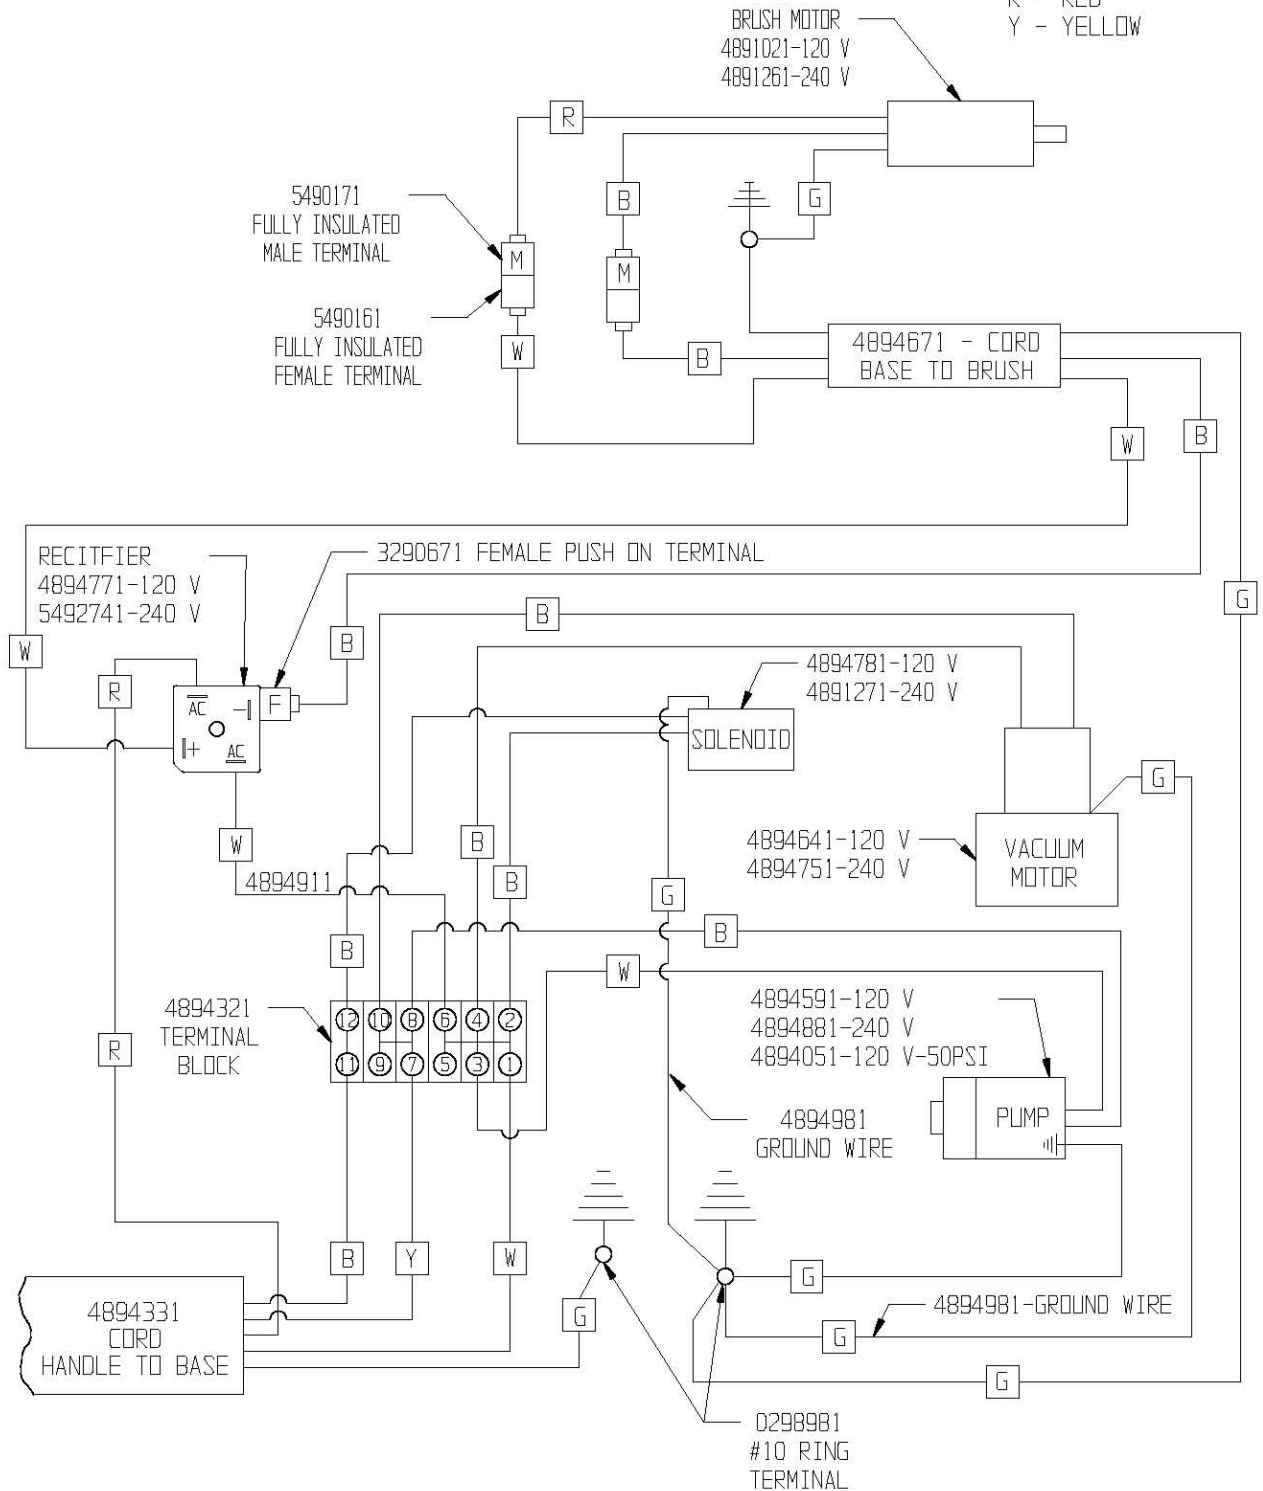 R - RED
Y - YELLOW
BRUSH MOTOR
4891021-120 V
4891261-240 V
R
B
G
5490171
FULLY INSULATED
MALE TERMINAL
M
M
5490161
FULLY INSULATED
FEMALE TERMINAL
W
B
4894671 - CORD
BASE TO BRUSH
W
B
RECITFIER
4894771-120 V
5492741-240 V
3290671 FEMALE PUSH ON TERMINAL
G
B
W
B
R
4894781-120 V
4891271-240 V
AC
-
F
+
AC
SOLENOID
W
B
4894641-120 V
4894751-240 V
G
VACUUM
MOTOR
4894911
B
G
B
B
W
4894321
TERMINAL
BLOCK
12
10
8
6
4
2
11
9
7
5
3
1
4894591-120 V
4894881-240 V
4894051-120 V-50PSI
R
4894981
GROUND WIRE
PUMP
B
Y
W
G
4894331
CORD
HANDLE TO BASE
G
4894981-GROUND WIRE
G
G
0298981
#10 RING
TERMINAL